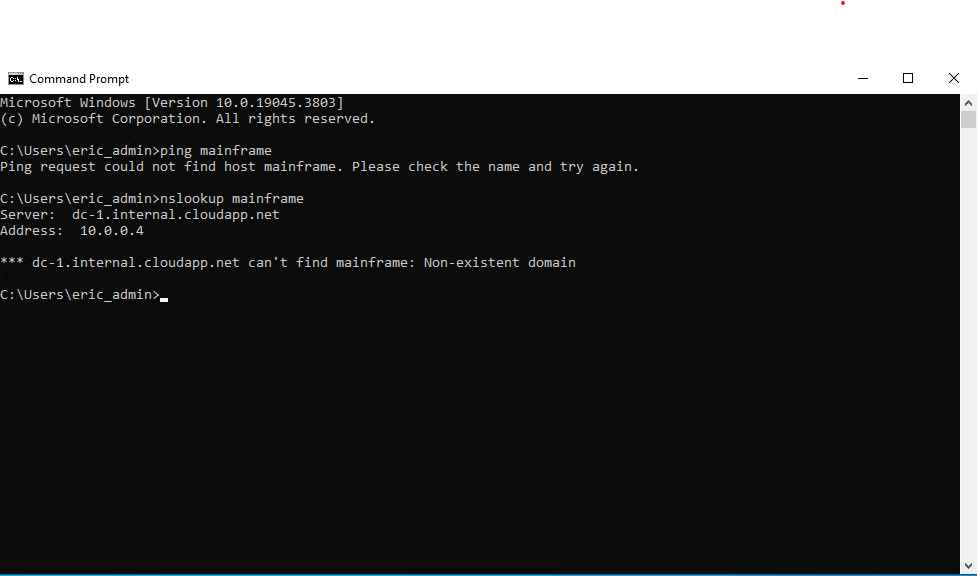 Command Prompt
Microsoft Windows [Version 10.0.19045.3803]
(c) Microsoft Corporation. All rights reserved.
C:\Users\eric_admin>ping mainframe
Ping request could not find host mainframe. Please check the name and try again.
C:\Users\eric_admin>nslookup mainframe
Server:  dc-1.internal.cloudapp.net
Address:  10.0.0.4
*** dc-1.internal.cloudapp.net can't find mainframe: Non-existent domain
C:\Users\eric_admin>